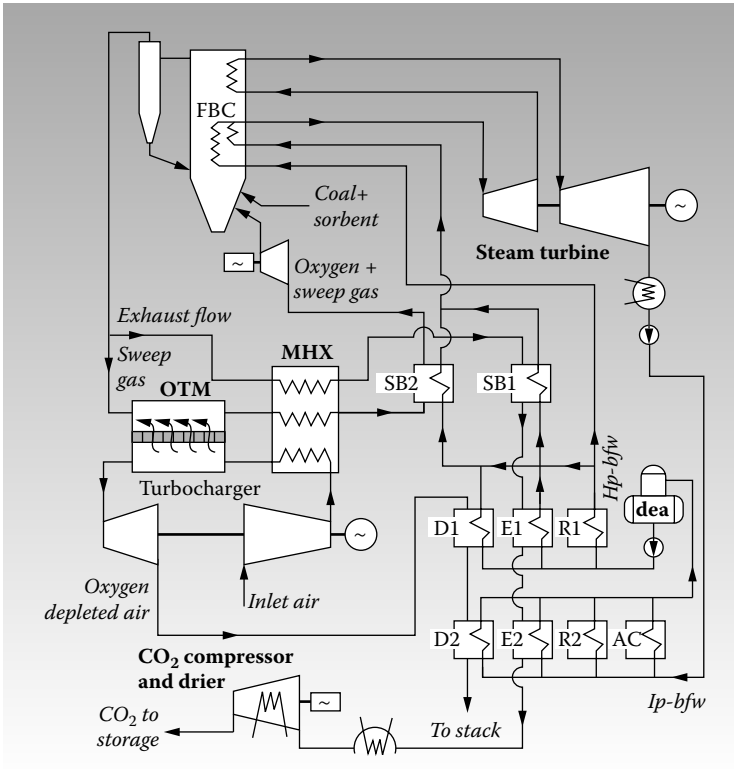 FBC
Coal+
sorbent
~
Steam turbine
~
Oxygen +
sweep gas
Exhaust flow
Sweep
gas
MHX
OTM
SB2
SB1
Turbocharger
Hp-bfw
dea
~
D1
E1
R1
Oxygen
depleted air
Inlet air
D2
E2
R2
AC
CO₂ compressor
and drier
~
Ip-bfw
CO₂ to
storage
To stack